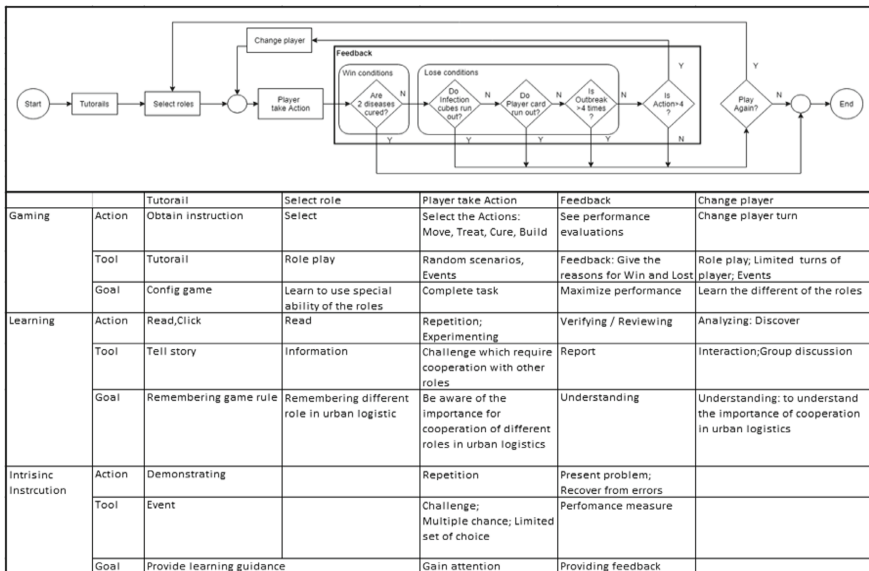 Change player
Feedback
Y
Y
Win conditions
Lose conditions
Start
Tutorails
Select roles
Player
take Action
Are
2 diseases
cured?
N
Do
Infection
cubes run
out?
N
Do
Player card
run out?
N
Is
Outbreak
>4 times
?
N
Is
Action>4
?
Play
Again?
N
End
Y
Y
Y
Y
N
Tutorail
Select role
Player take Action
Feedback
Change player
Gaming
Action
Obtain instruction
Select
Select the Actions:
Move, Treat, Cure, Build
See performance
evaluations
Change player turn
Tool
Tutorail
Role play
Random scenarios,
Events
Feedback: Give the
reasons for Win and Lost
Role play; Limited turns of
player; Events
Goal
Config game
Learn to use special
ability of the roles
Complete task
Maximize performance
Learn the different of the roles
Learning
Action
Read,Click
Read
Repetition;
Experimenting
Verifying / Reviewing
Analyzing: Discover
Tool
Tell story
Information
Challenge which require
cooperation with other
roles
Report
Interaction;Group discussion
Goal
Remembering game rule
Remembering different
role in urban logistic
Be aware of the
importance for
cooperation of different
roles in urban logistics
Understanding
Understanding: to understand
the importance of cooperation
in urban logistics
Intrisinc
Instrcution
Action
Demonstrating
Repetition
Present problem;
Recover from errors
Tool
Event
Challenge;
Multiple chance; Limited
set of choice
Perfomance measure
Goal
Provide learning guidance
Gain attention
Providing feedback